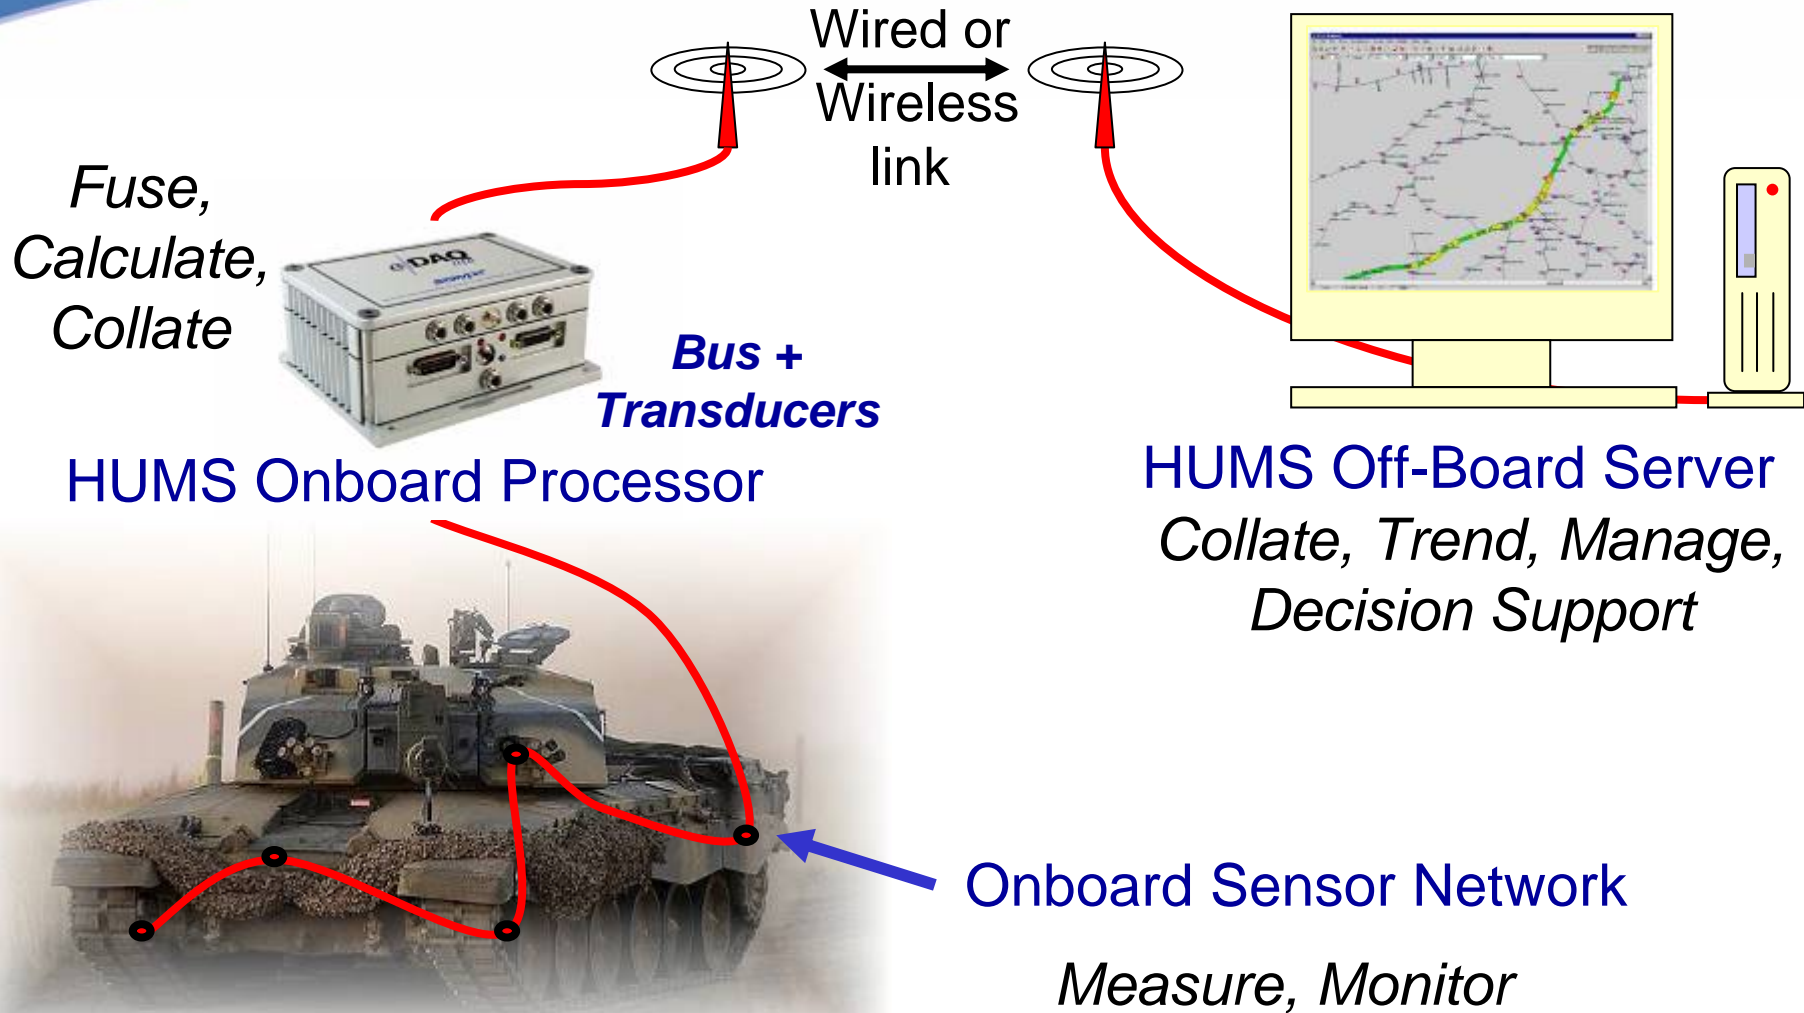 Wired or
Wireless
link
Fuse,
Calculate,
Collate
eDAQ
Bus +
Transducers
HUMS Onboard Processor
HUMS Off-Board Server
Collate, Trend, Manage,
Decision Support
Onboard Sensor Network
Measure, Monitor